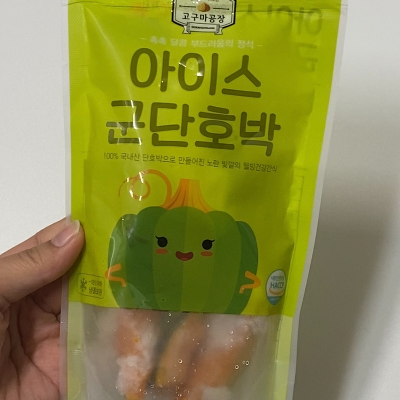 고구마공장
- 촉촉 달콤 부드러움의 정석 -
아이스
군단호박
100% 국내산 단호박으로 만들어진 노란 빛깔의 웰빙건강간식
HACCP